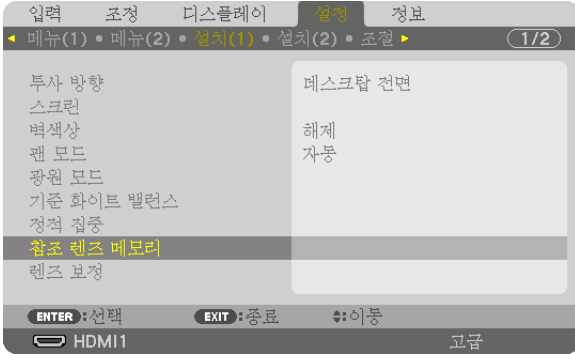 입력 조정 디스플레이 설정 정보
◀ 메뉴(1) ● 메뉴(2) ● 설치(1) ● 설치(2) ● 조절 ▶ 1/2
투사 방향 데스크탑 전면
스크린
벽색상 해제
팬 모드 자동
광원 모드
기준 화이트 밸런스
정적 집중
참조 렌즈 메모리
렌즈 보정
ENTER :선택 EXIT :종료 :이동
HDMI1 고급